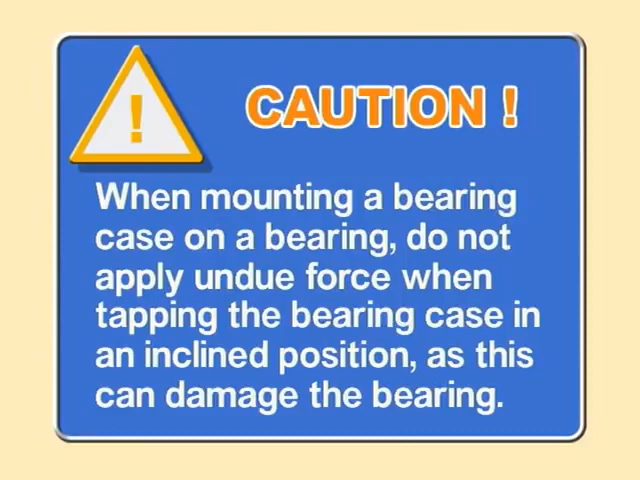 !
CAUTION !
When mounting a bearing
case on a bearing, do not
apply undue force when
tapping the bearing case in
an inclined position, as this
can damage the bearing.